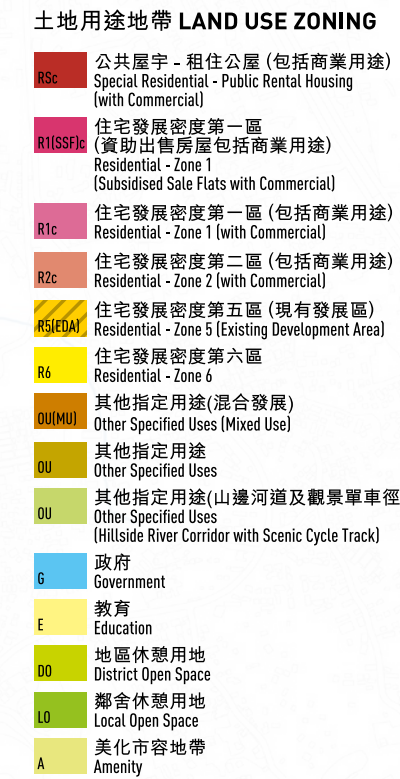 土地用途地帶 LAND USE ZONING
RSc
公共屋宇 - 租住公屋 (包括商業用途)
Special Residential - Public Rental Housing
(with Commercial)
R1(SSF)c
住宅發展密度第一區
(資助出售房屋包括商業用途)
Residential - Zone 1
(Subsidised Sale Flats with Commercial)
R1c
住宅發展密度第一區 (包括商業用途)
Residential - Zone 1 (with Commercial)
R2c
住宅發展密度第二區 (包括商業用途)
Residential - Zone 2 (with Commercial)
R5(EDA)
住宅發展密度第五區 (現有發展區)
Residential - Zone 5 (Existing Development Area)
R6
住宅發展密度第六區
Residential - Zone 6
OU(MU)
其他指定用途(混合發展)
Other Specified Uses (Mixed Use)
OU
其他指定用途
Other Specified Uses
OU
其他指定用途(山邊河道及觀景單車徑
Other Specified Uses
(Hillside River Corridor with Scenic Cycle Track)
G
政府
Government
E
教育
Education
DO
地區休憩用地
District Open Space
LO
鄰舍休憩用地
Local Open Space
A
美化市容地帶
Amenity